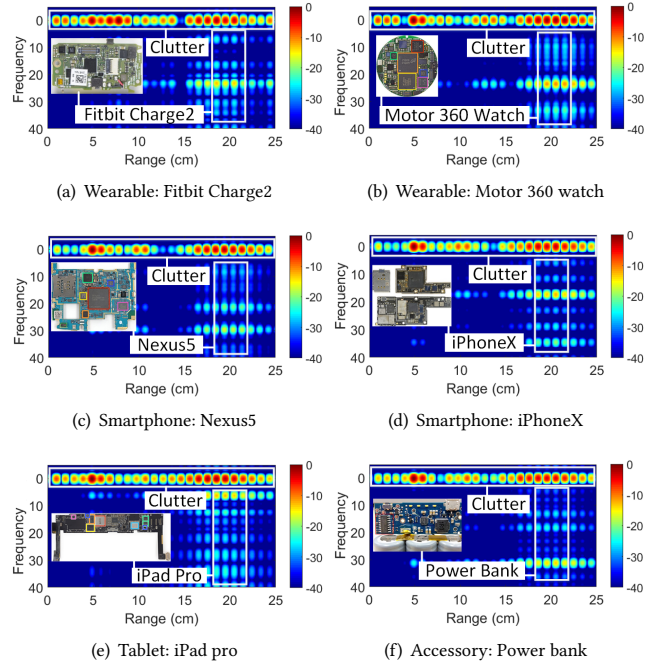 Frequency
0
10
20
30
40
Clutter
Fitbit Charge2
0
-10
-20
-30
-40
0 5 10 15 20 25
Range (cm)
(a) Wearable: Fitbit Charge2
Frequency
0
10
20
30
40
Clutter
Motor 360 Watch
0
-10
-20
-30
-40
0 5 10 15 20 25
Range (cm)
(b) Wearable: Motor 360 watch
Frequency
0
10
20
30
40
Clutter
Nexus5
0
-10
-20
-30
-40
0 5 10 15 20 25
Range (cm)
(c) Smartphone: Nexus5
Frequency
0
10
20
30
40
Clutter
iPhoneX
0
-10
-20
-30
-40
0 5 10 15 20 25
Range (cm)
(d) Smartphone: iPhoneX
Frequency
0
10
20
30
40
Clutter
iPad Pro
0
-10
-20
-30
-40
0 5 10 15 20 25
Range (cm)
(e) Tablet: iPad pro
Frequency
0
10
20
30
40
Clutter
Power Bank
0
-10
-20
-30
-40
0 5 10 15 20 25
Range (cm)
(f) Accessory: Power bank